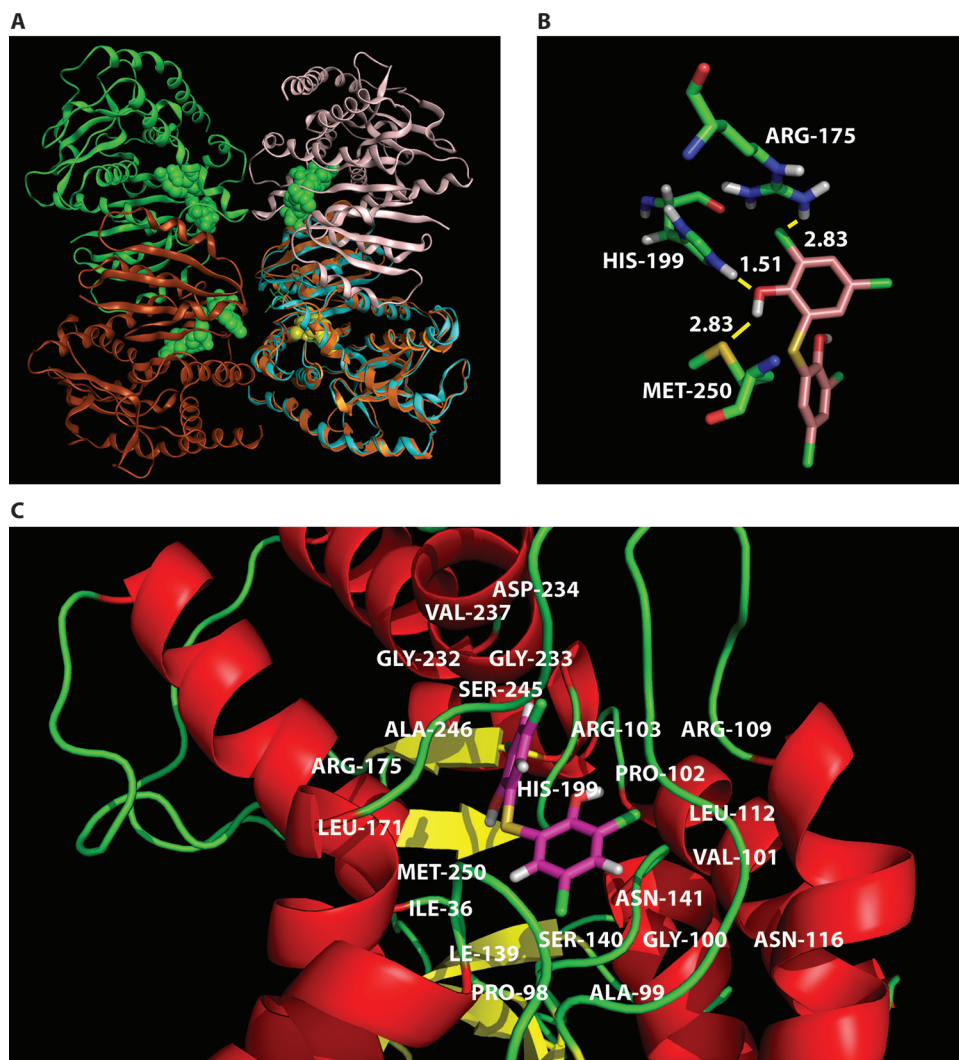 A
B
ARG-175
2.83
HIS-199
1.51
2.83
MET-250
C
ASP-234
VAL-237
GLY-232 GLY-233
SER-245
ALA-246 ARG-103 ARG-109
ARG-175 PRO-102
HIS-199
LEU-171 LEU-112
VAL-101
MET-250
ASN-141
ILE-36
SER-140 GLY-100 ASN-116
LE-139
PRO-98 ALA-99